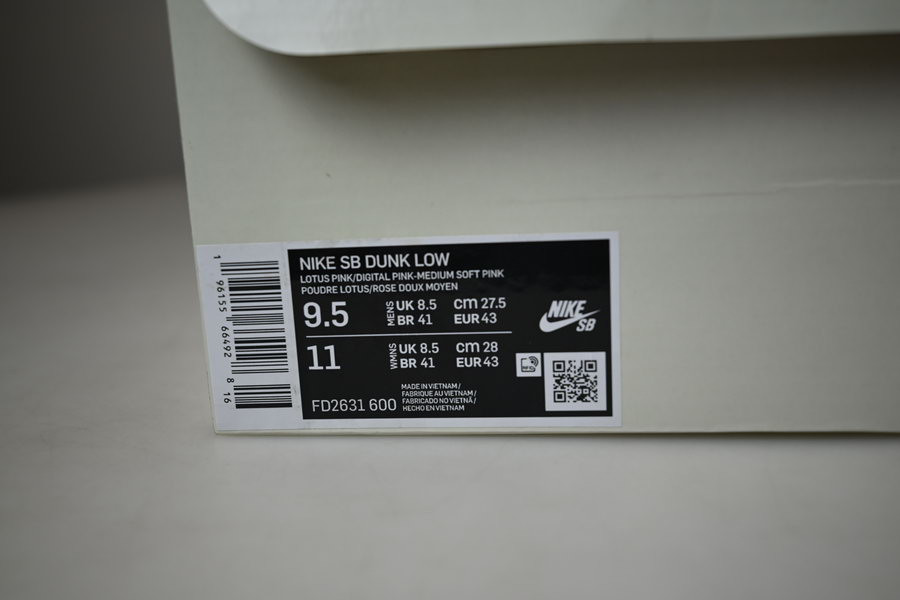 NIKE SB DUNK LOW
LOTUS PINK/DIGITAL PINK-MEDIUM SOFT PINK
POUDRE LOTUS/ROSE DOUX MOYEN
9.5 MENS UK 8.5 cm 27.5
BR 41 EUR 43
11 WMNS UK 8.5 cm 28
BR 41 EUR 43
FD2631 600
MADE IN VIETNAM /
FABRIQUE AU VIETNAM /
FABRICADO NO VIETNÃ /
HECHO EN VIETNAM
NIKE
SB
1 96155 66492 8 16